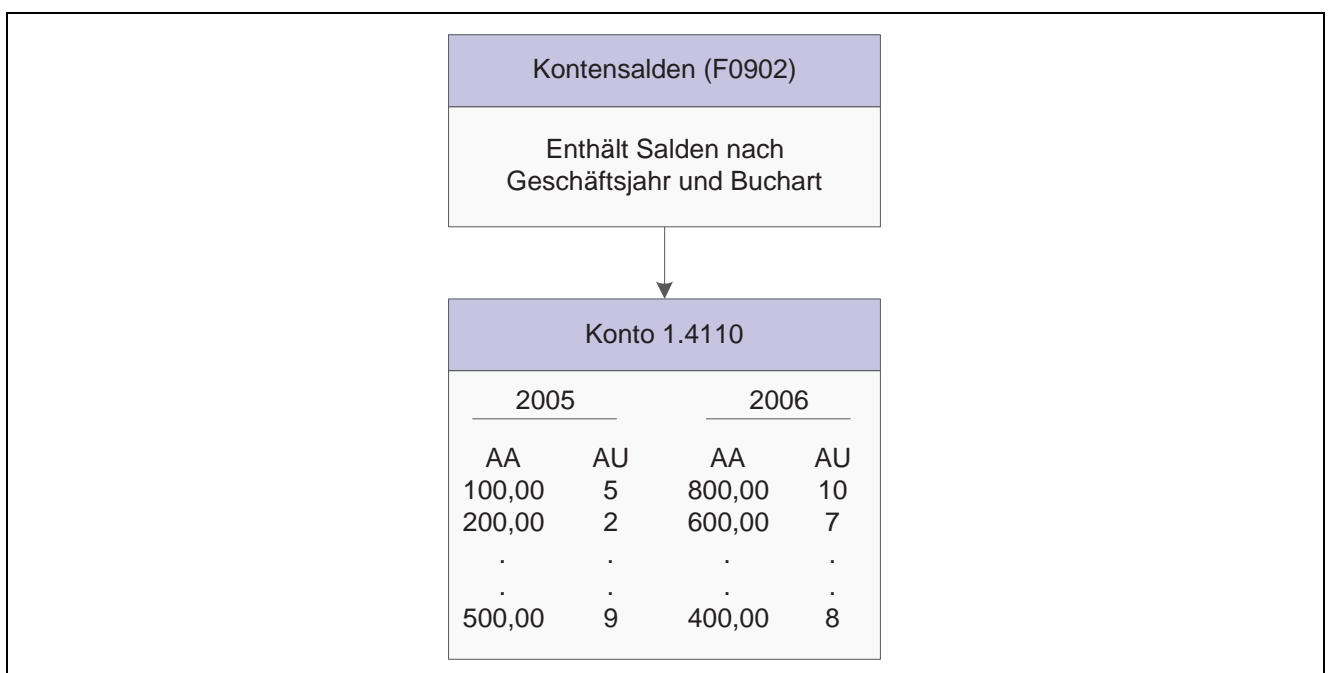 Kontensalden (F0902)
Enthält Salden nach
Geschäftsjahr und Buchart
Konto 1.4110
2005 2006
AA AU AA AU
100,00 5 800,00 10
200,00 2 600,00 7
. . . .
. . . .
500,00 9 400,00 8